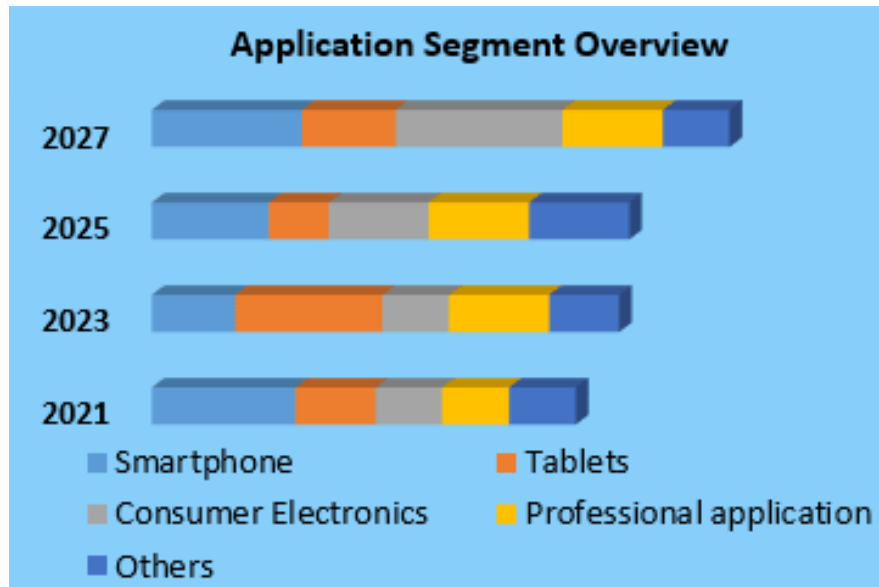 Application Segment Overview
2027
2025
2023
2021
Smartphone
Tablets
Consumer Electronics
Professional application
Others